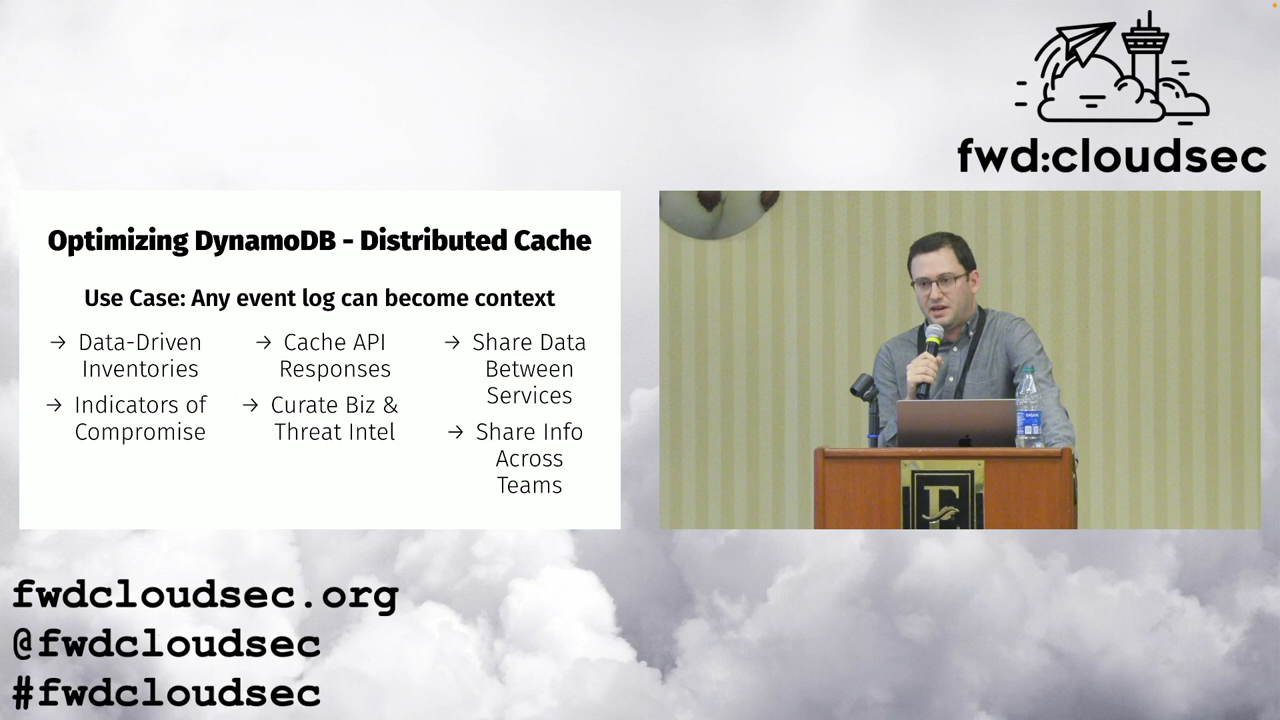 fwd:cloudsec
Optimizing DynamoDB - Distributed Cache
Use Case: Any event log can become context
→ Data-Driven
Inventories
→ Indicators of
Compromise
→ Cache API
Responses
→ Curate Biz &
Threat Intel
→ Share Data
Between
Services
→ Share Info
Across
Teams
E
fwdcloudsec.org
@fwdcloudsec
#fwdcloudsec